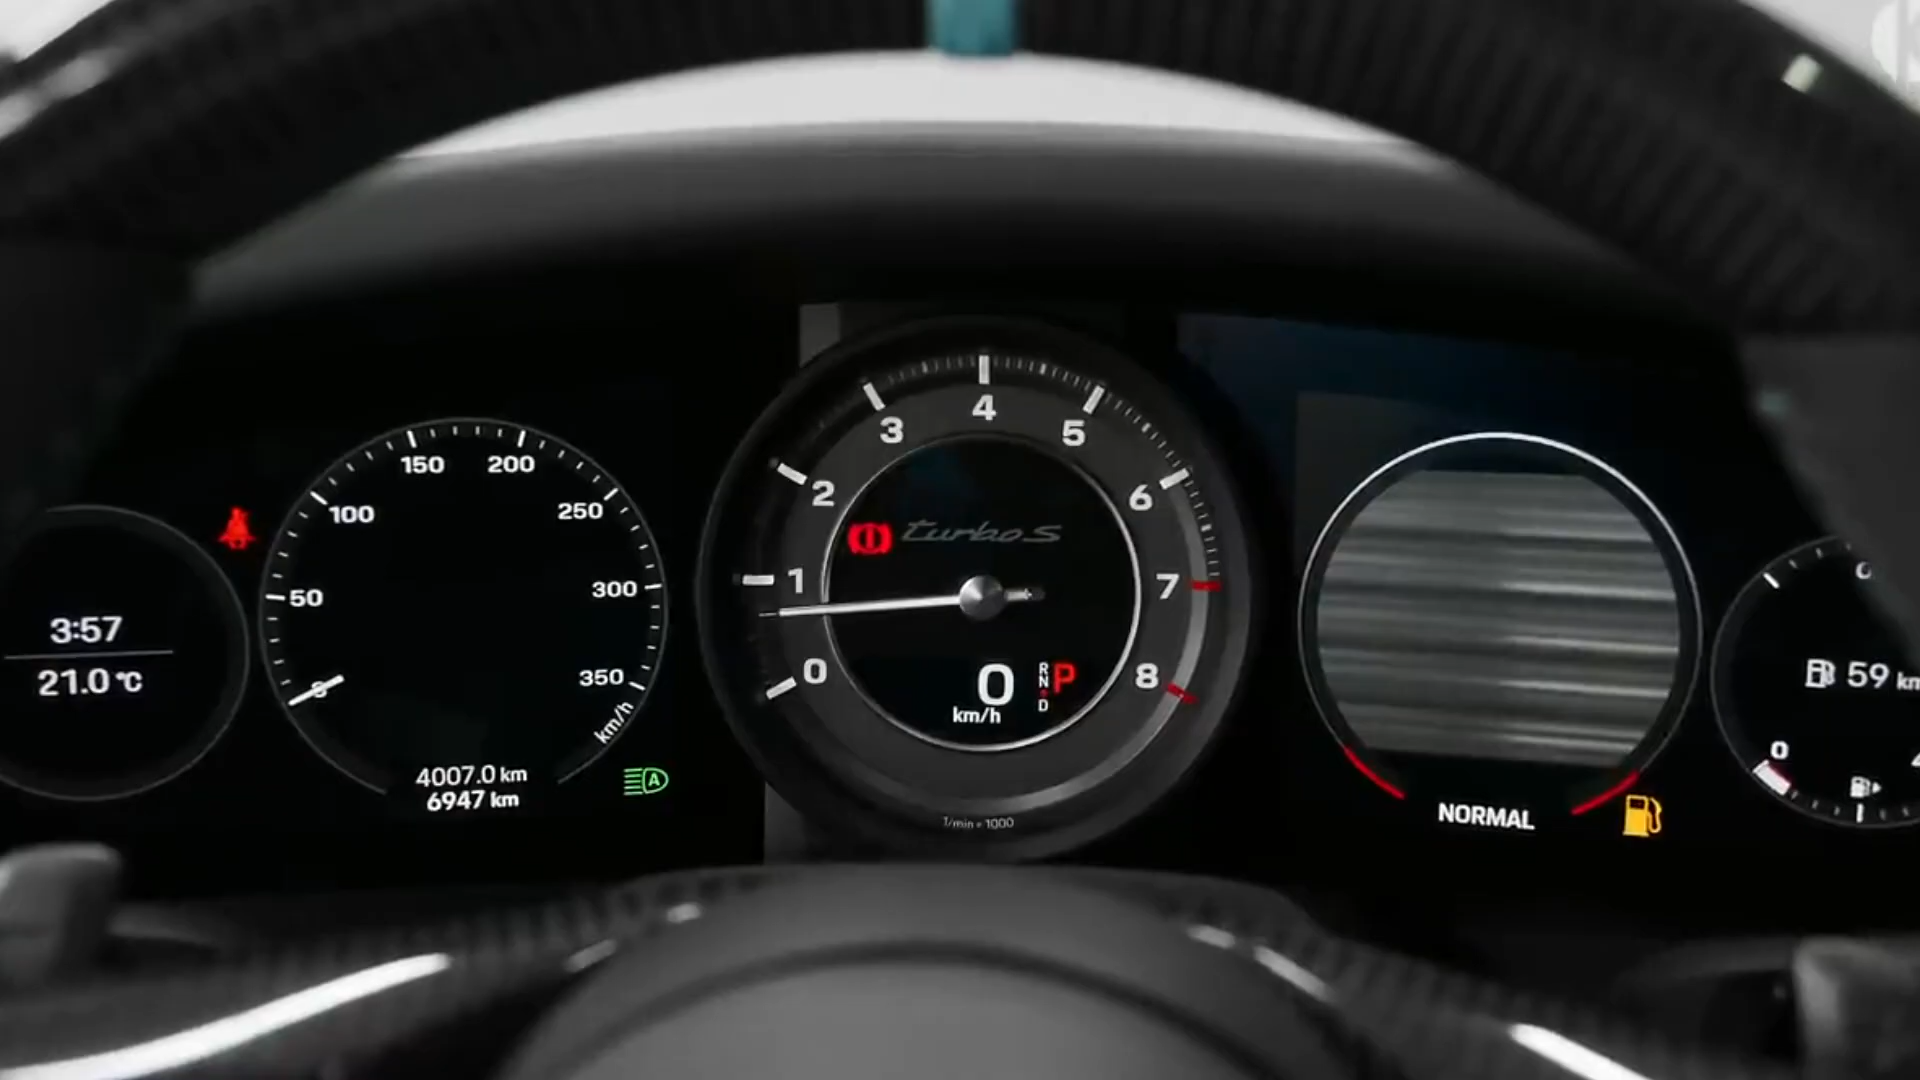 3:57
21.0 °C
50
100
150
200
250
300
350
km/h
0
4007.0 km
6947 km
A
0
1
2
3
4
5
6
7
8
turbo S
0
km/h
R
N
D
P
1/min × 1000
NORMAL
59 km
0